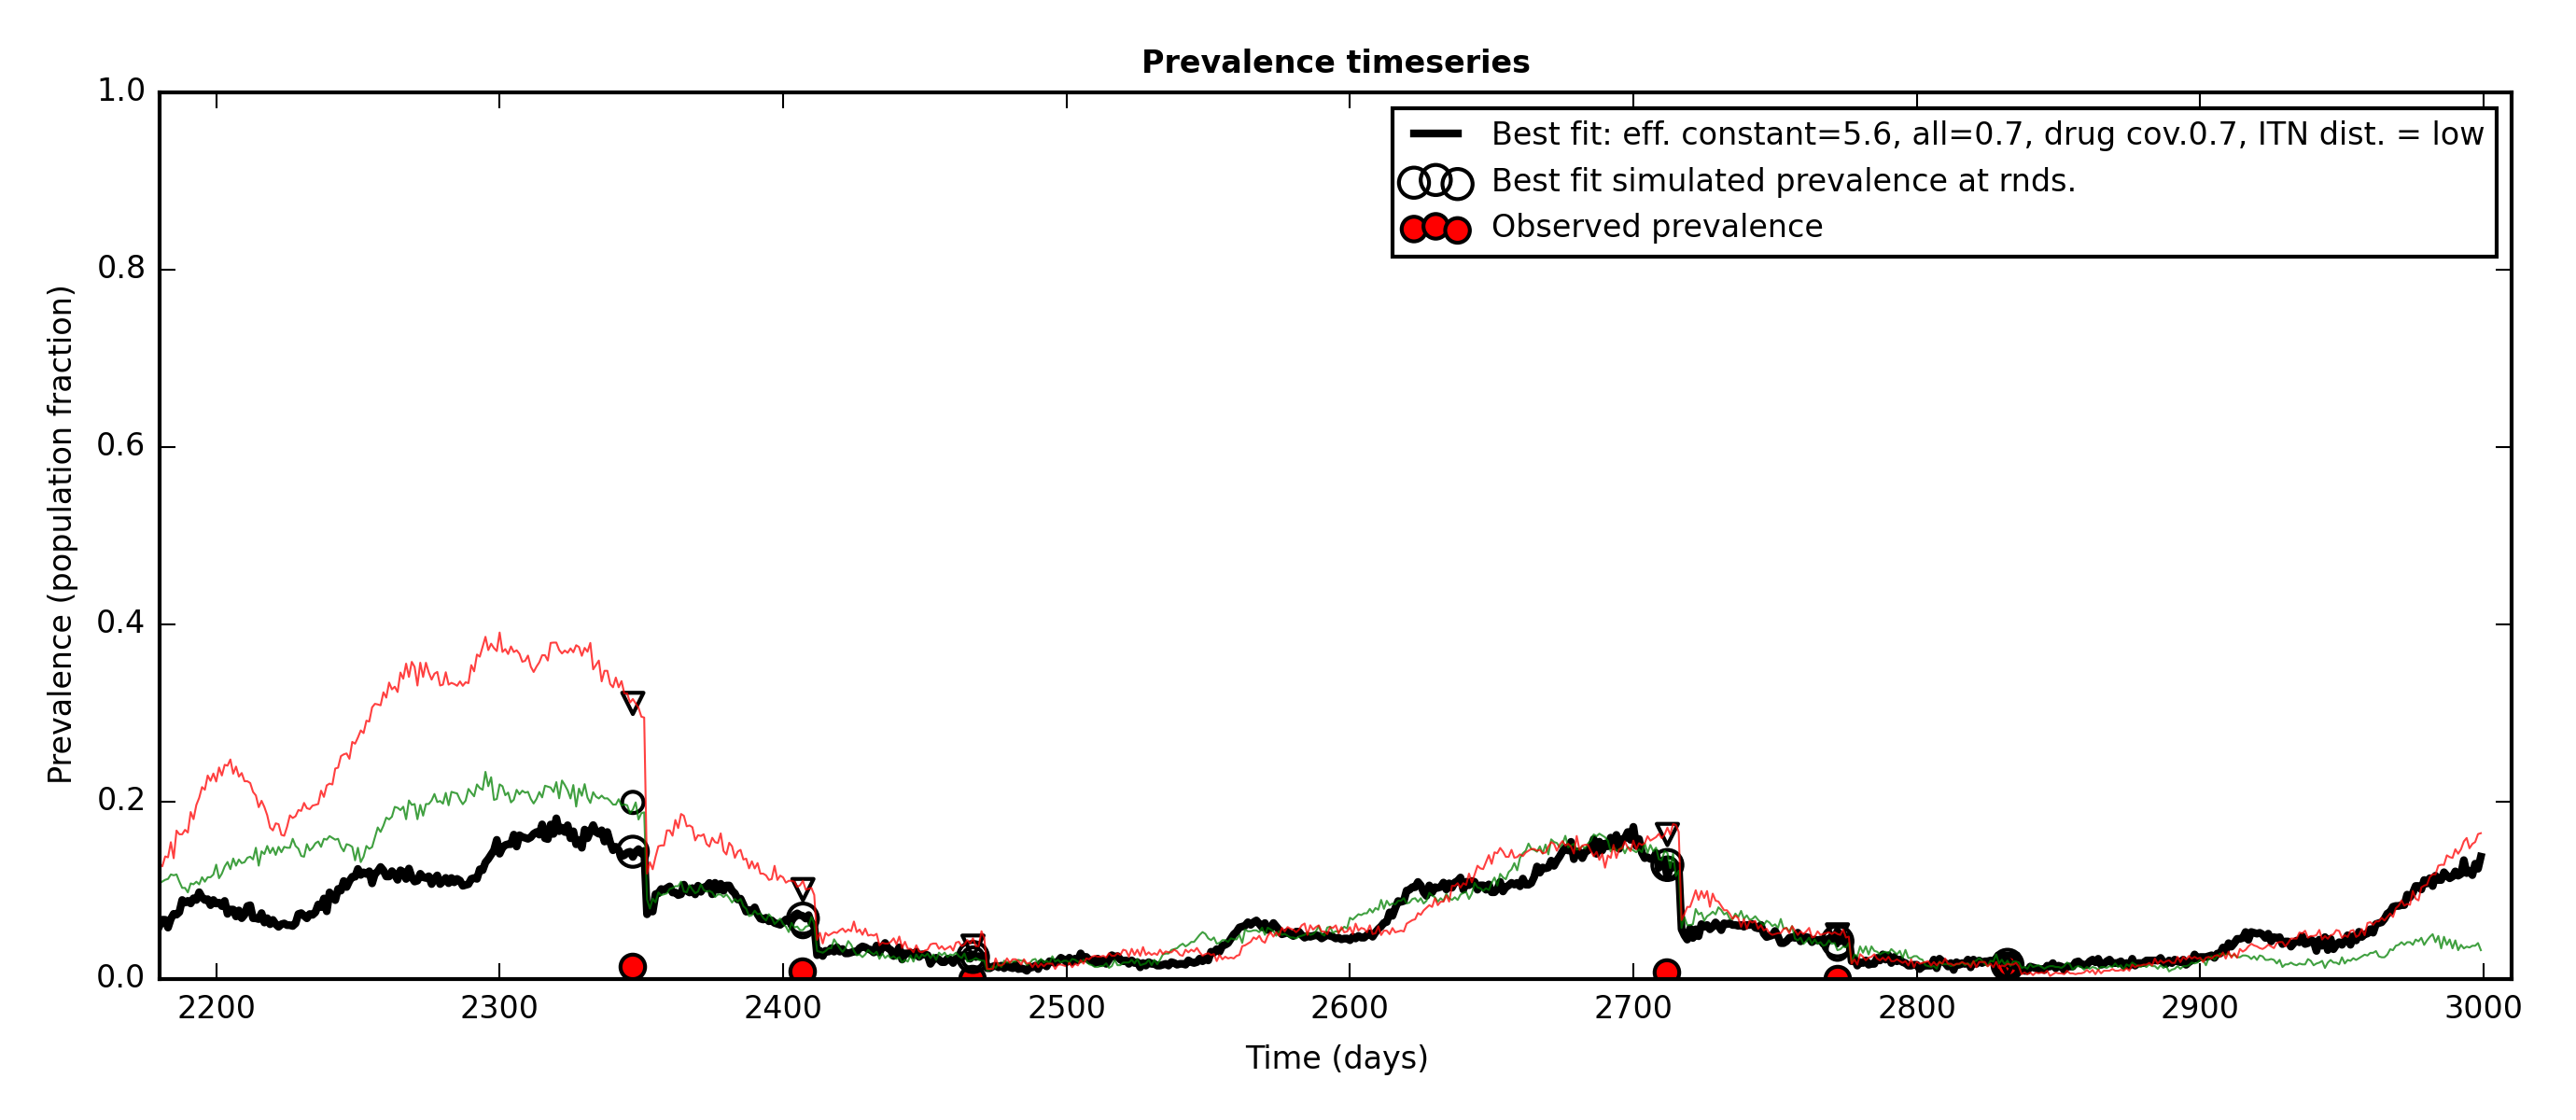 Prevalence timeseries
1.0
0.8
0.6
0.4
0.2
0.0
Prevalence (population fraction)
Best fit: eff. constant=5.6, all=0.7, drug cov.0.7, ITN dist. = low
Best fit simulated prevalence at rnds.
Observed prevalence
2200 2300 2400 2500 2600 2700 2800 2900 3000
Time (days)